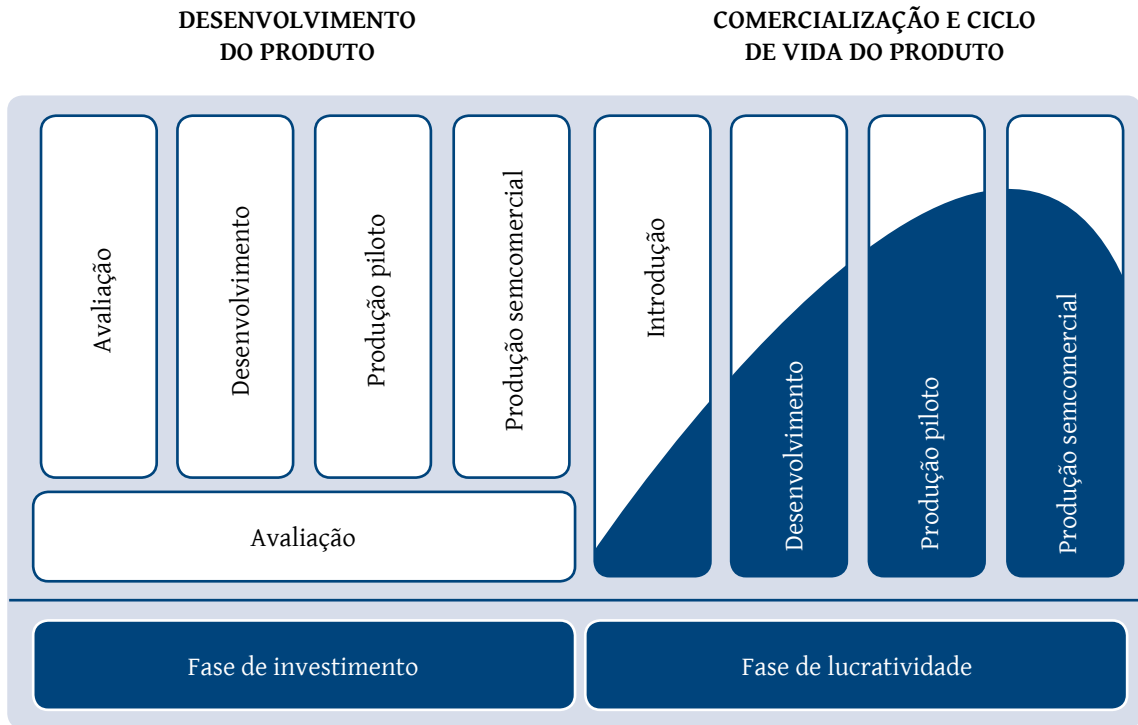 DESENVOLVIMENTO
DO PRODUTO
COMERCIALIZAÇÃO E CICLO
DE VIDA DO PRODUTO
Avaliação
Desenvolvimento
Produção piloto
Produção semcomercial
Introdução
Desenvolvimento
Produção piloto
Produção semcomercial
Avaliação
Fase de investimento
Fase de lucratividade